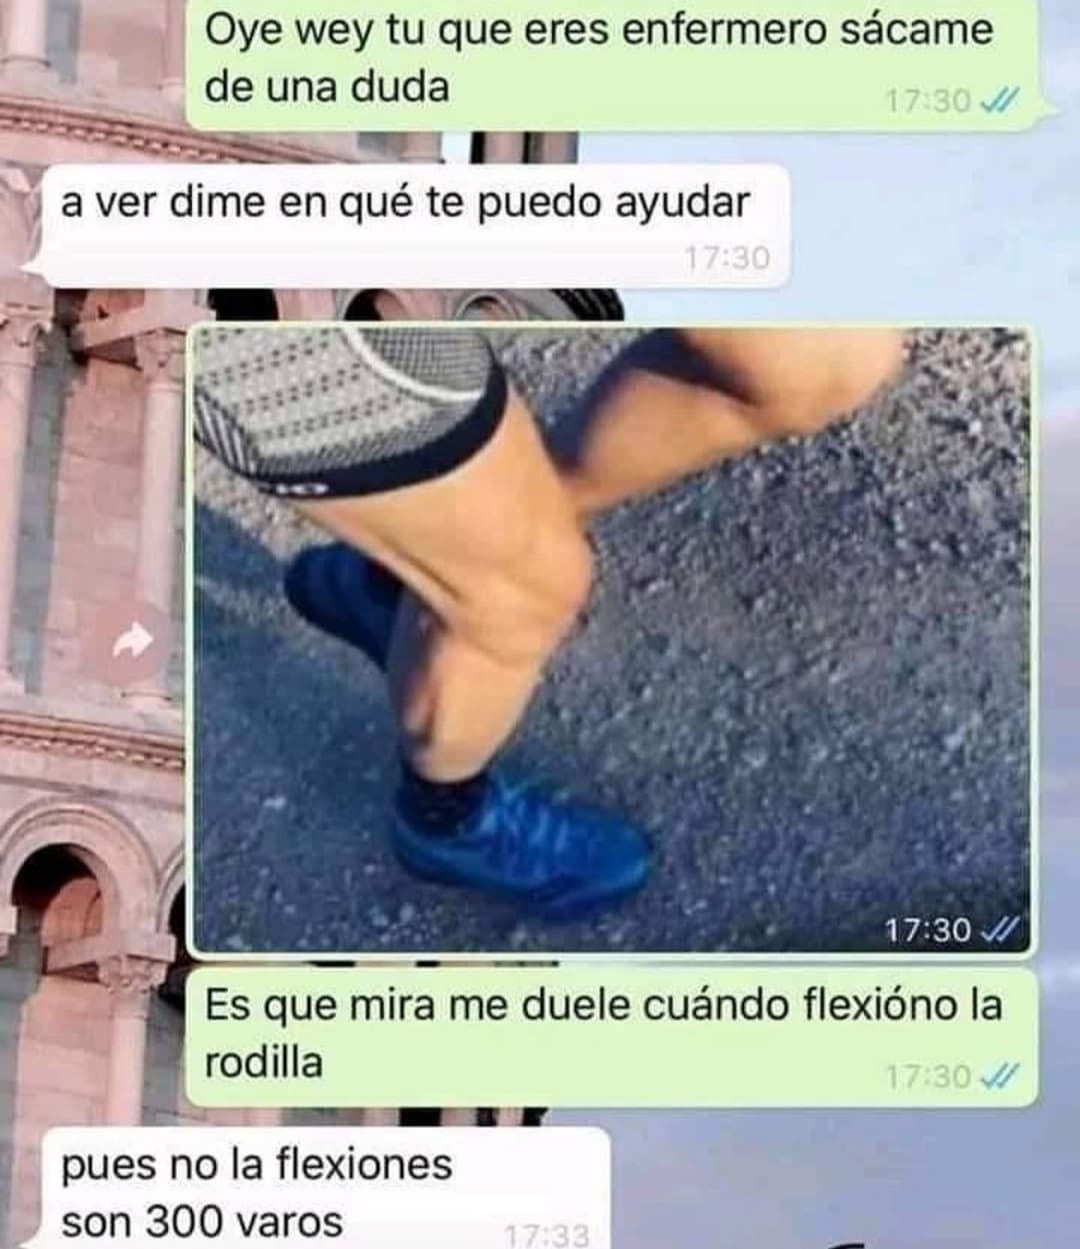 Oye wey tu que eres enfermero sácame
de una duda
17:30
a ver dime en qué te puedo ayudar
17:30
17:30
Es que mira me duele cuándo flexióno la
rodilla
17:30
pues no la flexiones
son 300 varos
17:33